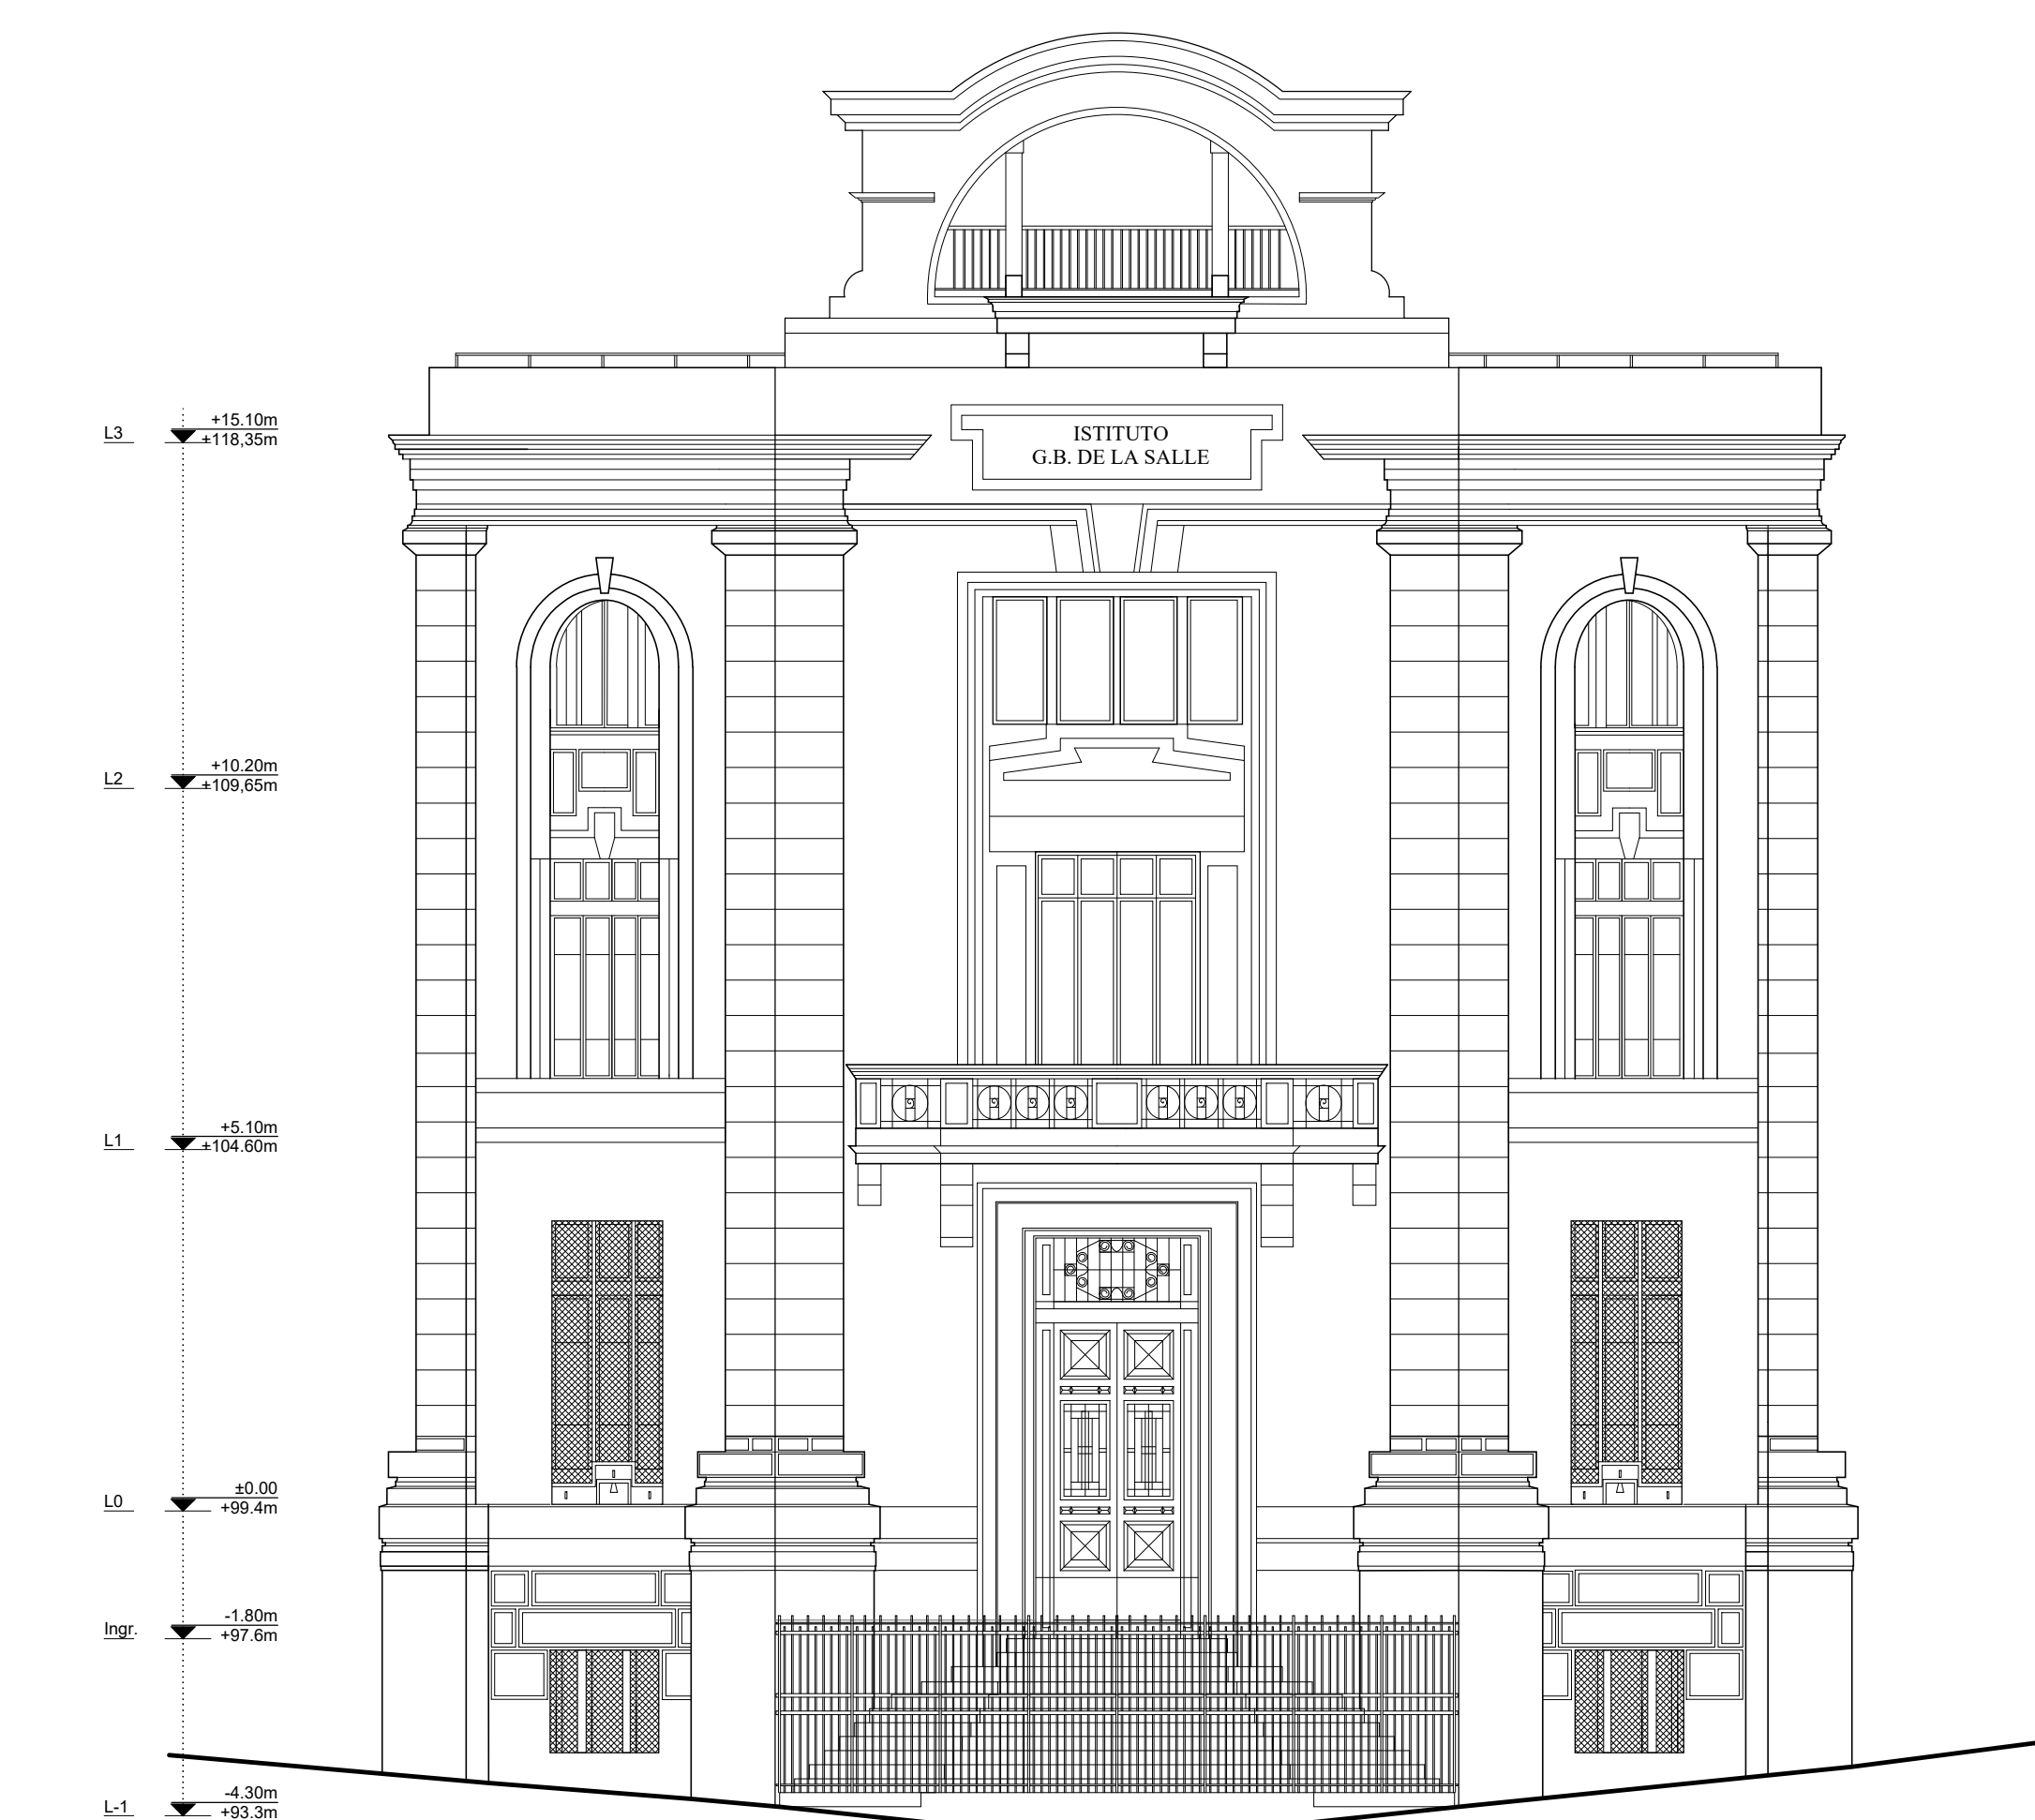 ISTITUTO
G.B. DE LA SALLE
L3
+15.10m
+118,35m
L2
+10.20m
+109,65m
L1
+5.10m
+104.60m
L0
±0.00
+99.4m
Ingr.
-1.80m
+97.6m
L-1
-4.30m
+93.3m